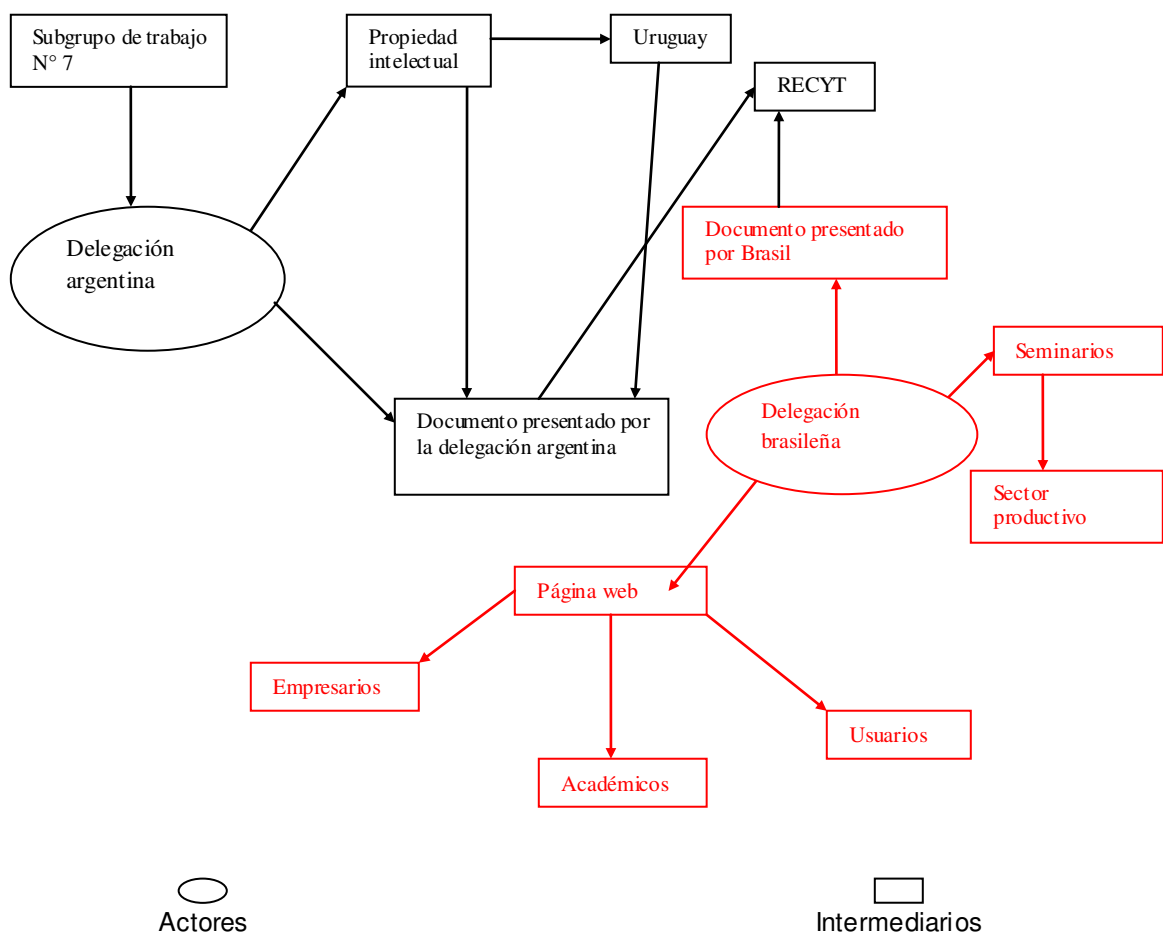 Subgrupo de trabajo
N° 7
Propiedad
intelectual
Uruguay
RECYT
Delegación
argentina
Documento presentado
por Brasil
Seminarios
Documento presentado por
la delegación argentina
Delegación
brasileña
Sector
productivo
Página web
Empresarios
Usuarios
Académicos
Actores
Intermediarios